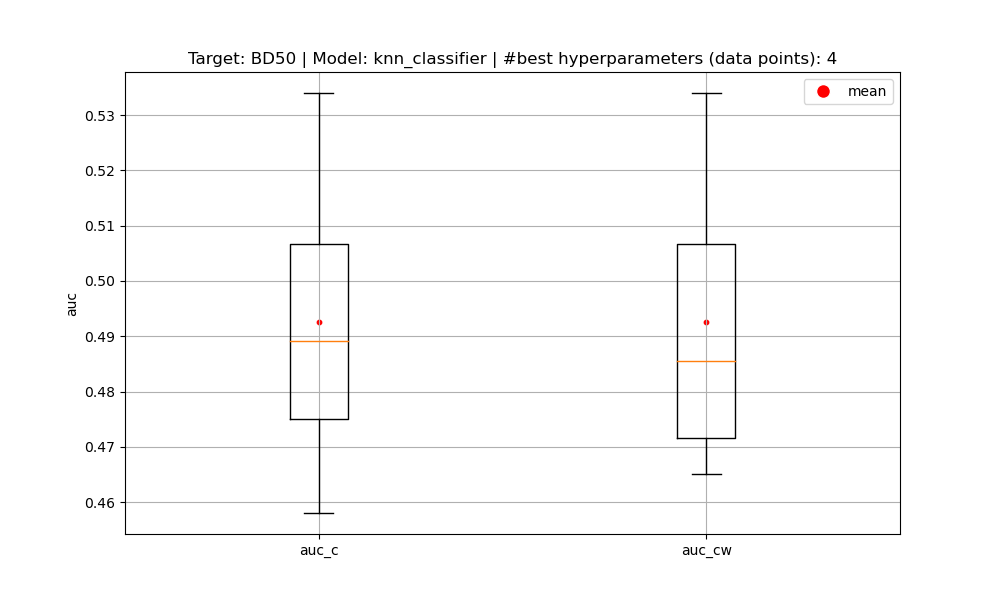 Target: BD50 | Model: knn_classifier | #best hyperparameters (data points): 4
mean
0.53
0.52
0.51
0.50
0.49
0.48
0.47
0.46
auc
auc_c
auc_cw